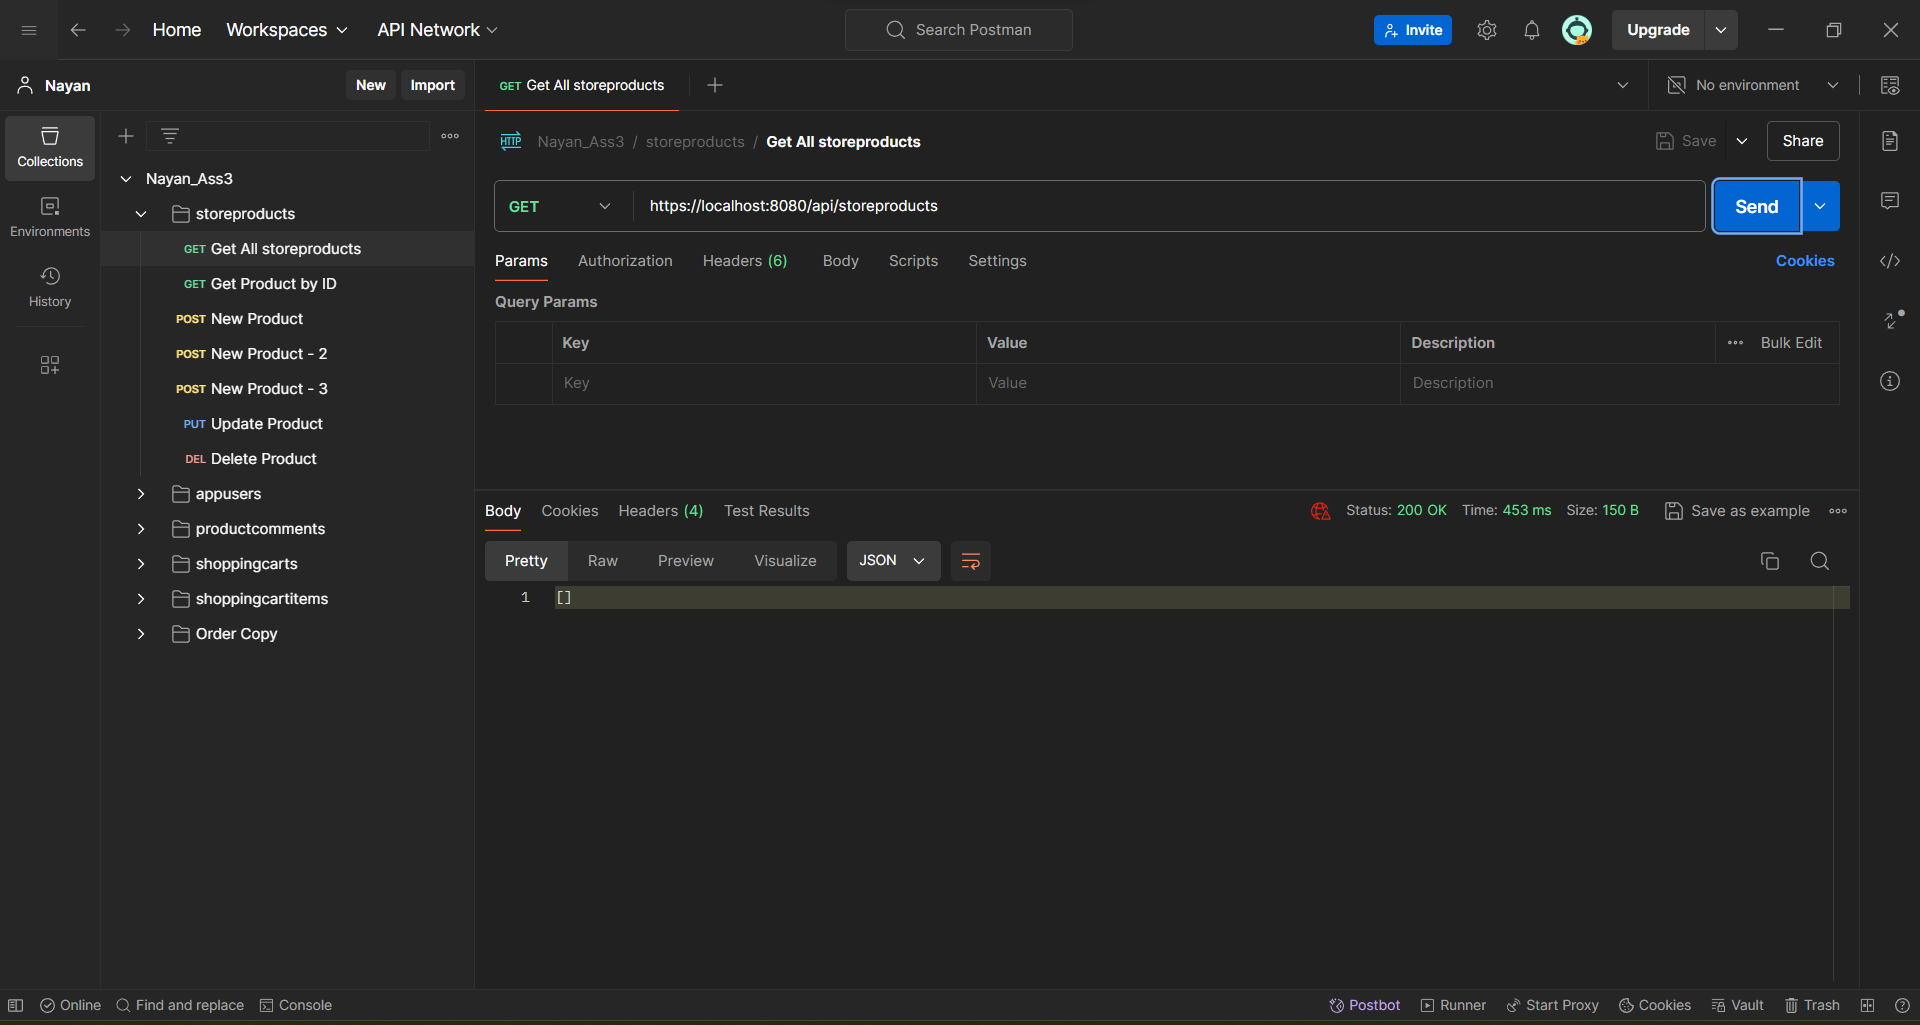 Home Workspaces API Network Search Postman Invite Upgrade
Nayan New Import GET Get All storeproducts No environment
Collections
Environments
History
Nayan_Ass3
storeproducts
GET Get All storeproducts
GET Get Product by ID
POST New Product
POST New Product - 2
POST New Product - 3
PUT Update Product
DEL Delete Product
appusers
productcomments
shoppingcarts
shoppingcartitems
Order Copy
HTTP Nayan_Ass3 / storeproducts / Get All storeproducts Save Share
GET https://localhost:8080/api/storeproducts Send
Params Authorization Headers (6) Body Scripts Settings Cookies
Query Params
Key Value Description Bulk Edit
Key Value Description
Body Cookies Headers (4) Test Results Status: 200 OK Time: 453 ms Size: 150 B Save as example
Pretty Raw Preview Visualize JSON
1 []
Online Find and replace Console Postbot Runner Start Proxy Cookies Vault Trash